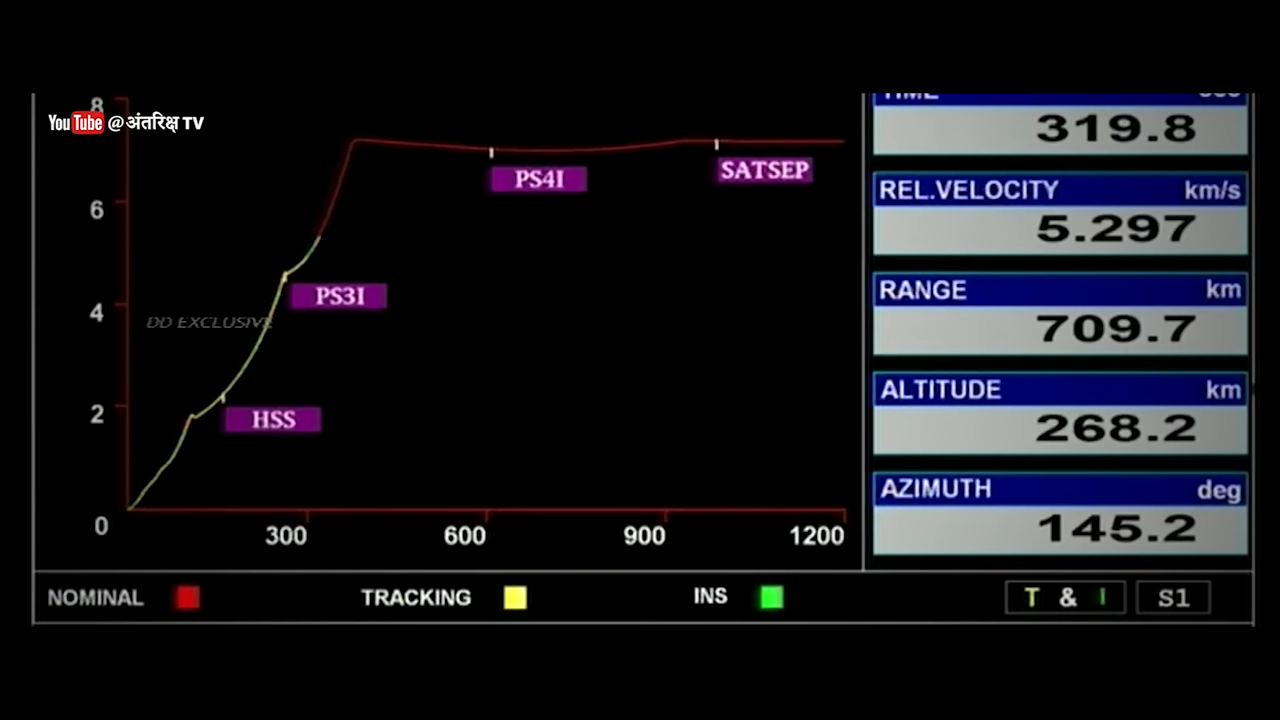 8
YouTube @अंतरिक्ष TV
TIME sec
319.8
PS4I
SATSEP
REL.VELOCITY km/s
5.297
6
RANGE km
709.7
PS3I
4
DD EXCLUSIVE
ALTITUDE km
268.2
2
HSS
AZIMUTH deg
145.2
0
300 600 900 1200
NOMINAL TRACKING INS T & I S1